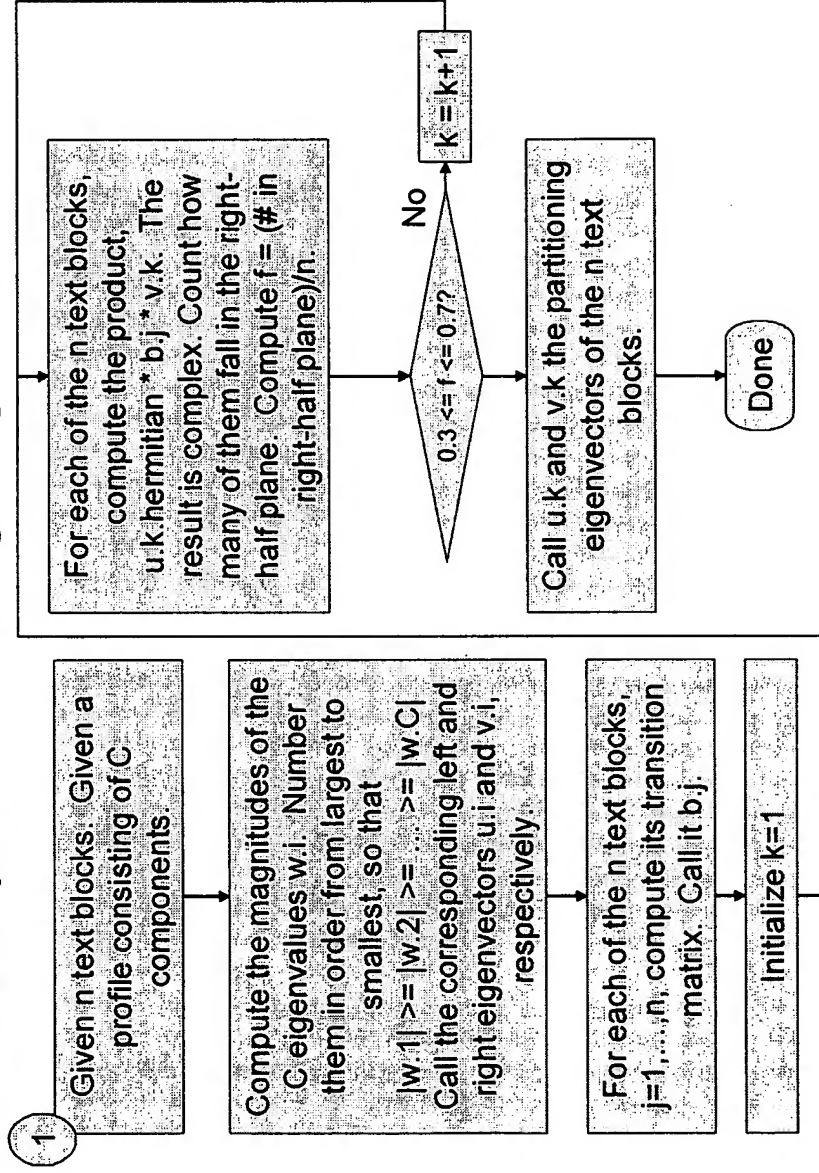 1
Given n text blocks. Given a
profile consisting of C
components.
Compute the magnitudes of the
C eigenvalues w.i. Number
them in order from largest to
smallest, so that
|w.1| >= |w.2| >= .... >= |w.C|
Call the corresponding left and
right eigenvectors u.i and v.i,
respectively.
For each of the n text blocks,
j=1,....,n, compute its transition
matrix. Call it b.j.
Initialize k=1
For each of the n text blocks,
compute the product,
u.k.hermitian * b.j * v.k. The
result is complex. Count how
many of them fall in the right-
half plane. Compute f = (# in
right-half plane)/n.
0.3 <= f <= 0.7?
No
k = k+1
Call u.k and v.k the partitioning
eigenvectors of the n text
blocks.
Done